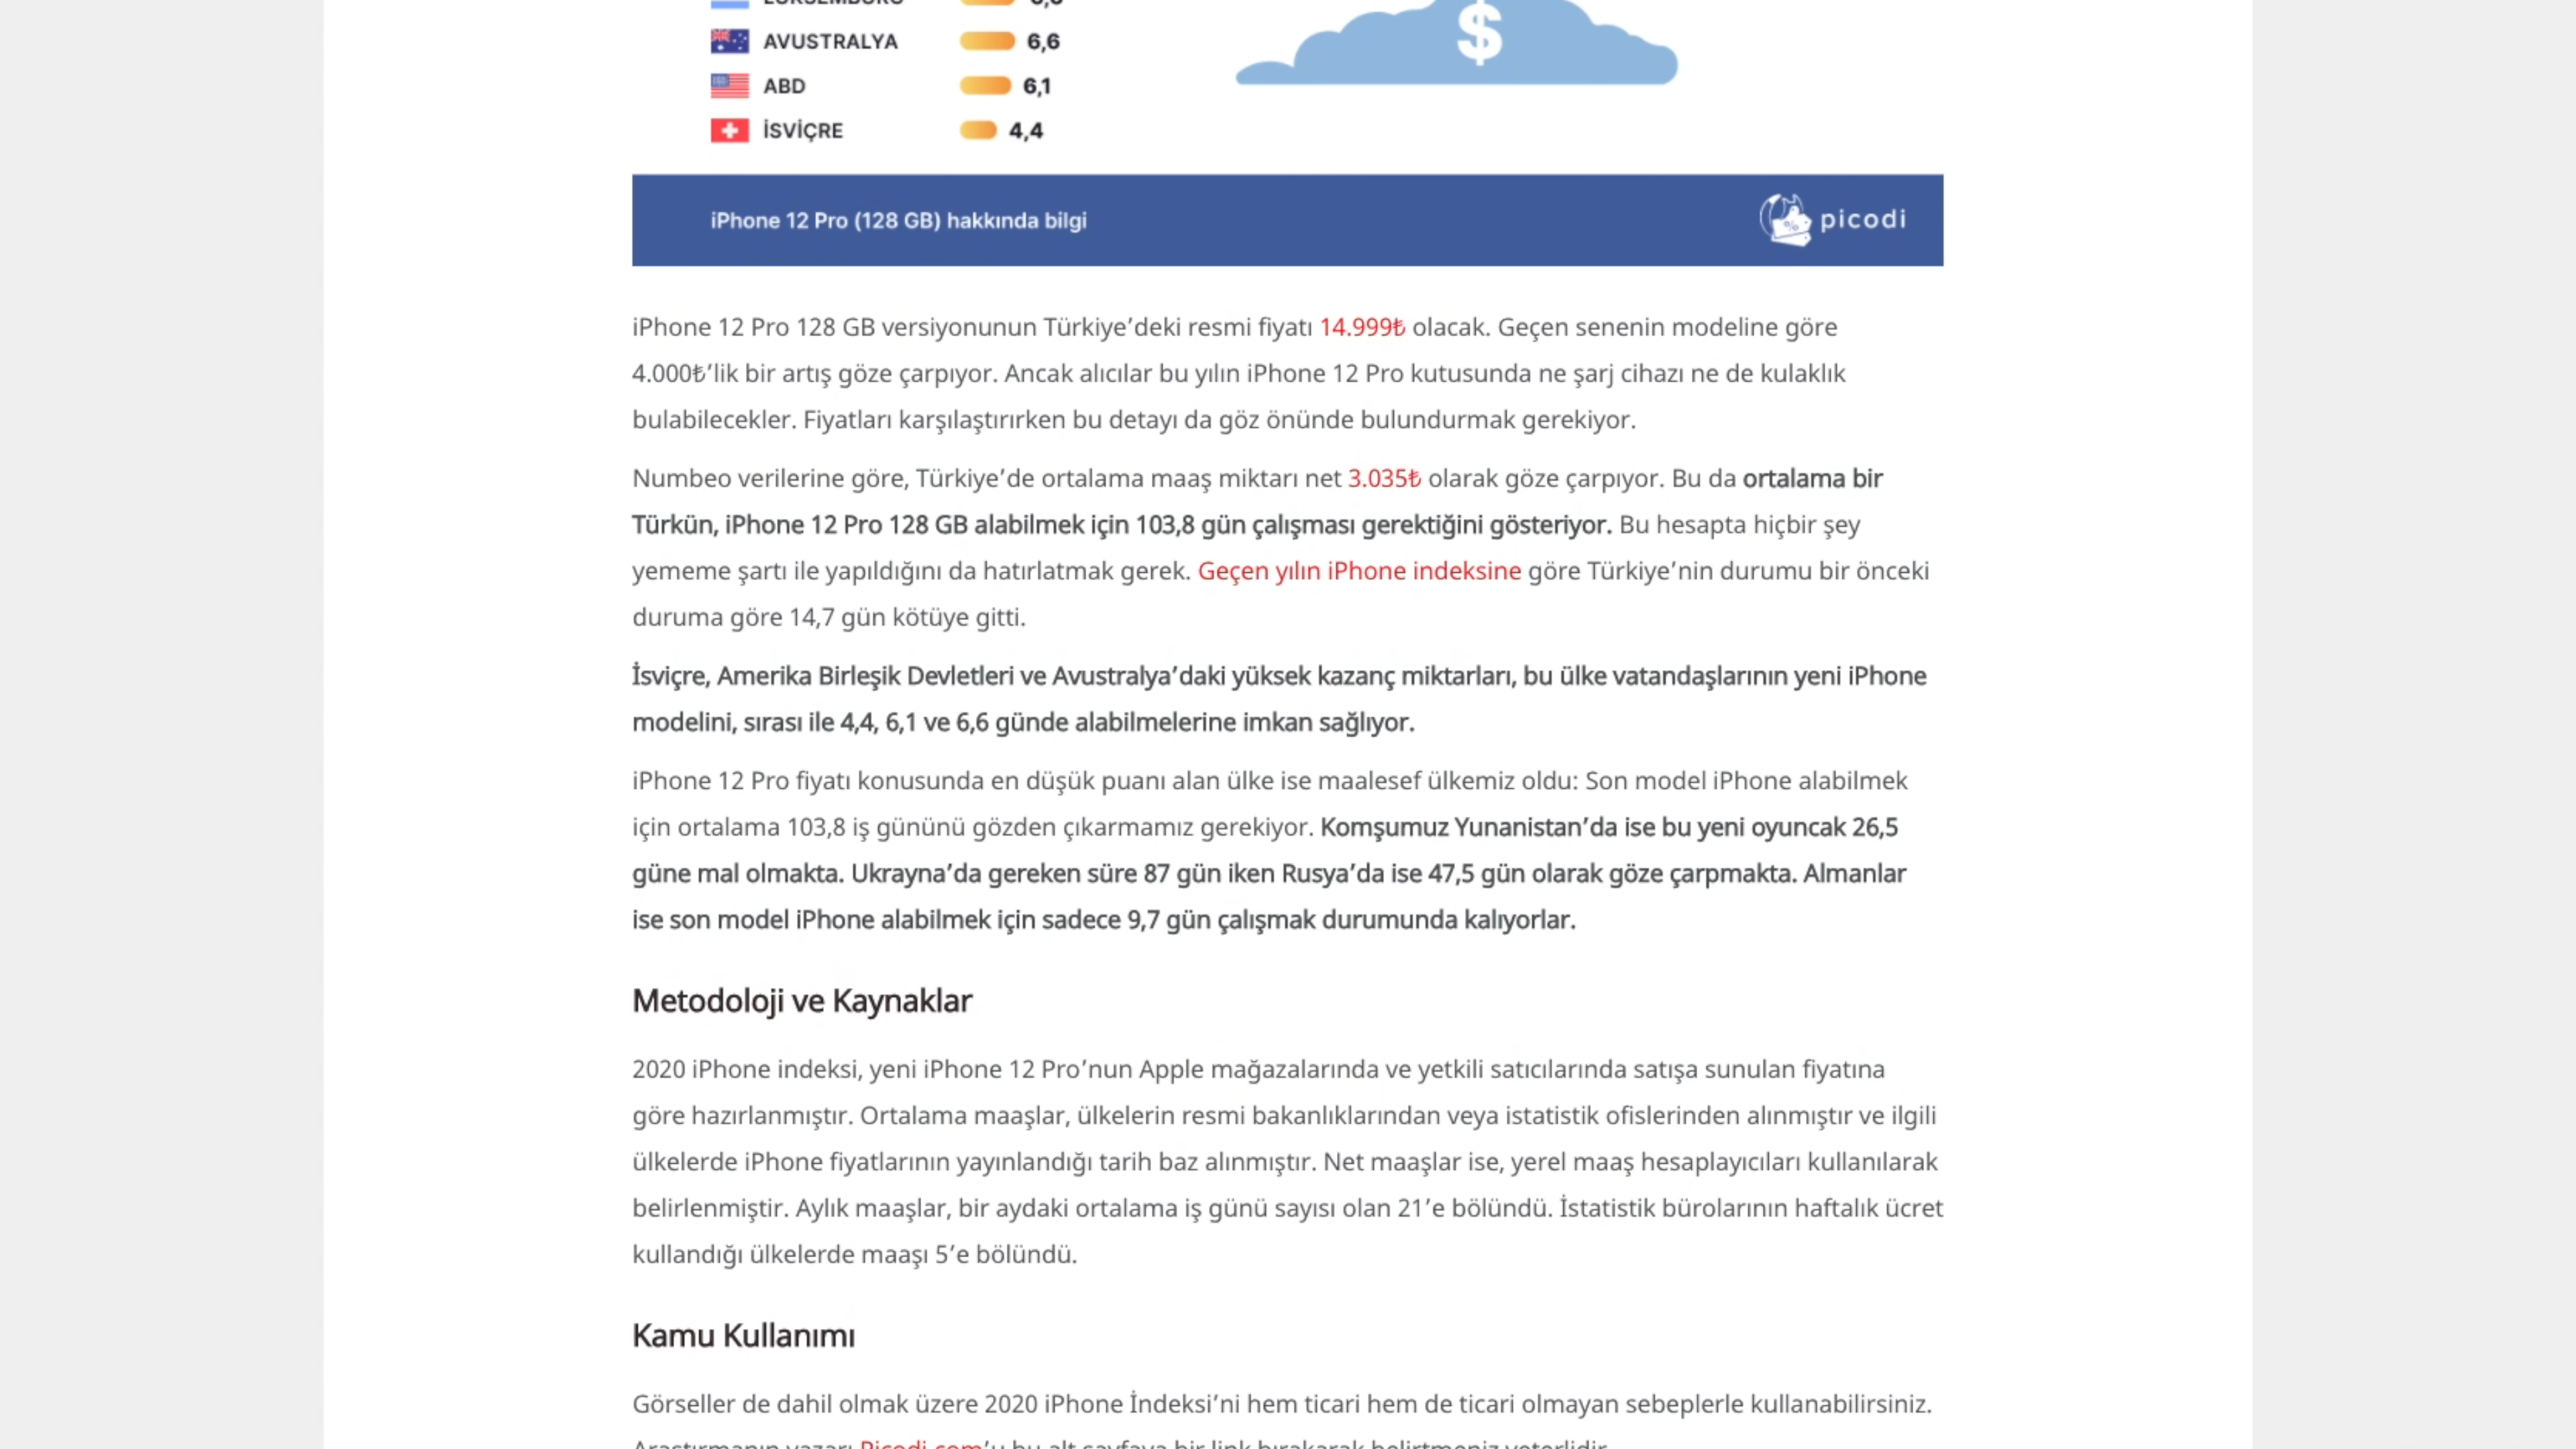 AVUSTRALYA 6,6
ABD 6,1
İSVİÇRE 4,4
$
iPhone 12 Pro (128 GB) hakkında bilgi
picodi
iPhone 12 Pro 128 GB versiyonunun Türkiye’deki resmi fiyatı 14.999₺ olacak. Geçen senenin modeline göre
4.000₺’lik bir artış göze çarpıyor. Ancak alıcılar bu yılın iPhone 12 Pro kutusunda ne şarj cihazı ne de kulaklık
bulabilecekler. Fiyatları karşılaştırırken bu detayı da göz önünde bulundurmak gerekiyor.
Numbeo verilerine göre, Türkiye’de ortalama maaş miktarı net 3.035₺ olarak göze çarpıyor. Bu da ortalama bir
Türkün, iPhone 12 Pro 128 GB alabilmek için 103,8 gün çalışması gerektiğini gösteriyor. Bu hesapta hiçbir şey
yememe şartı ile yapıldığını da hatırlatmak gerek. Geçen yılın iPhone indeksine göre Türkiye’nin durumu bir önceki
duruma göre 14,7 gün kötüye gitti.
İsviçre, Amerika Birleşik Devletleri ve Avustralya’daki yüksek kazanç miktarları, bu ülke vatandaşlarının yeni iPhone
modelini, sırası ile 4,4, 6,1 ve 6,6 günde alabilmelerine imkan sağlıyor.
iPhone 12 Pro fiyatı konusunda en düşük puanı alan ülke ise maalesef ülkemiz oldu: Son model iPhone alabilmek
için ortalama 103,8 iş gününü gözden çıkarmamız gerekiyor. Komşumuz Yunanistan’da ise bu yeni oyuncak 26,5
güne mal olmakta. Ukrayna’da gereken süre 87 gün iken Rusya’da ise 47,5 gün olarak göze çarpmakta. Almanlar
ise son model iPhone alabilmek için sadece 9,7 gün çalışmak durumunda kalıyorlar.
Metodoloji ve Kaynaklar
2020 iPhone indeksi, yeni iPhone 12 Pro’nun Apple mağazalarında ve yetkili satıcılarında satışa sunulan fiyatına
göre hazırlanmıştır. Ortalama maaşlar, ülkelerin resmi bakanlıklarından veya istatistik ofislerinden alınmıştır ve ilgili
ülkelerde iPhone fiyatlarının yayınlandığı tarih baz alınmıştır. Net maaşlar ise, yerel maaş hesaplayıcıları kullanılarak
belirlenmiştir. Aylık maaşlar, bir aydaki ortalama iş günü sayısı olan 21’e bölündü. İstatistik bürolarının haftalık ücret
kullandığı ülkelerde maaşı 5’e bölündü.
Kamu Kullanımı
Görseller de dahil olmak üzere 2020 iPhone İndeksi’ni hem ticari hem de ticari olmayan sebeplerle kullanabilirsiniz.
Araştırmanın yazarı Picodi.com’u bu alt sayfaya bir link bırakarak belirtmeniz yeterlidir.